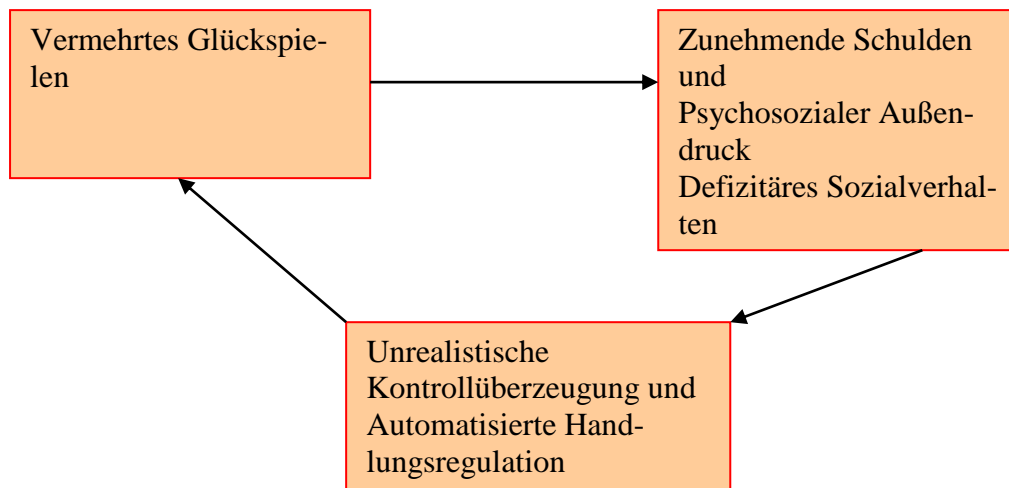 Vermehrtes Glückspie-
len
Zunehmende Schulden
und
Psychosozialer Außen-
druck
Defizitäres Sozialverhal-
ten
Unrealistische
Kontrollüberzeugung und
Automatisierte Hand-
lungsregulation